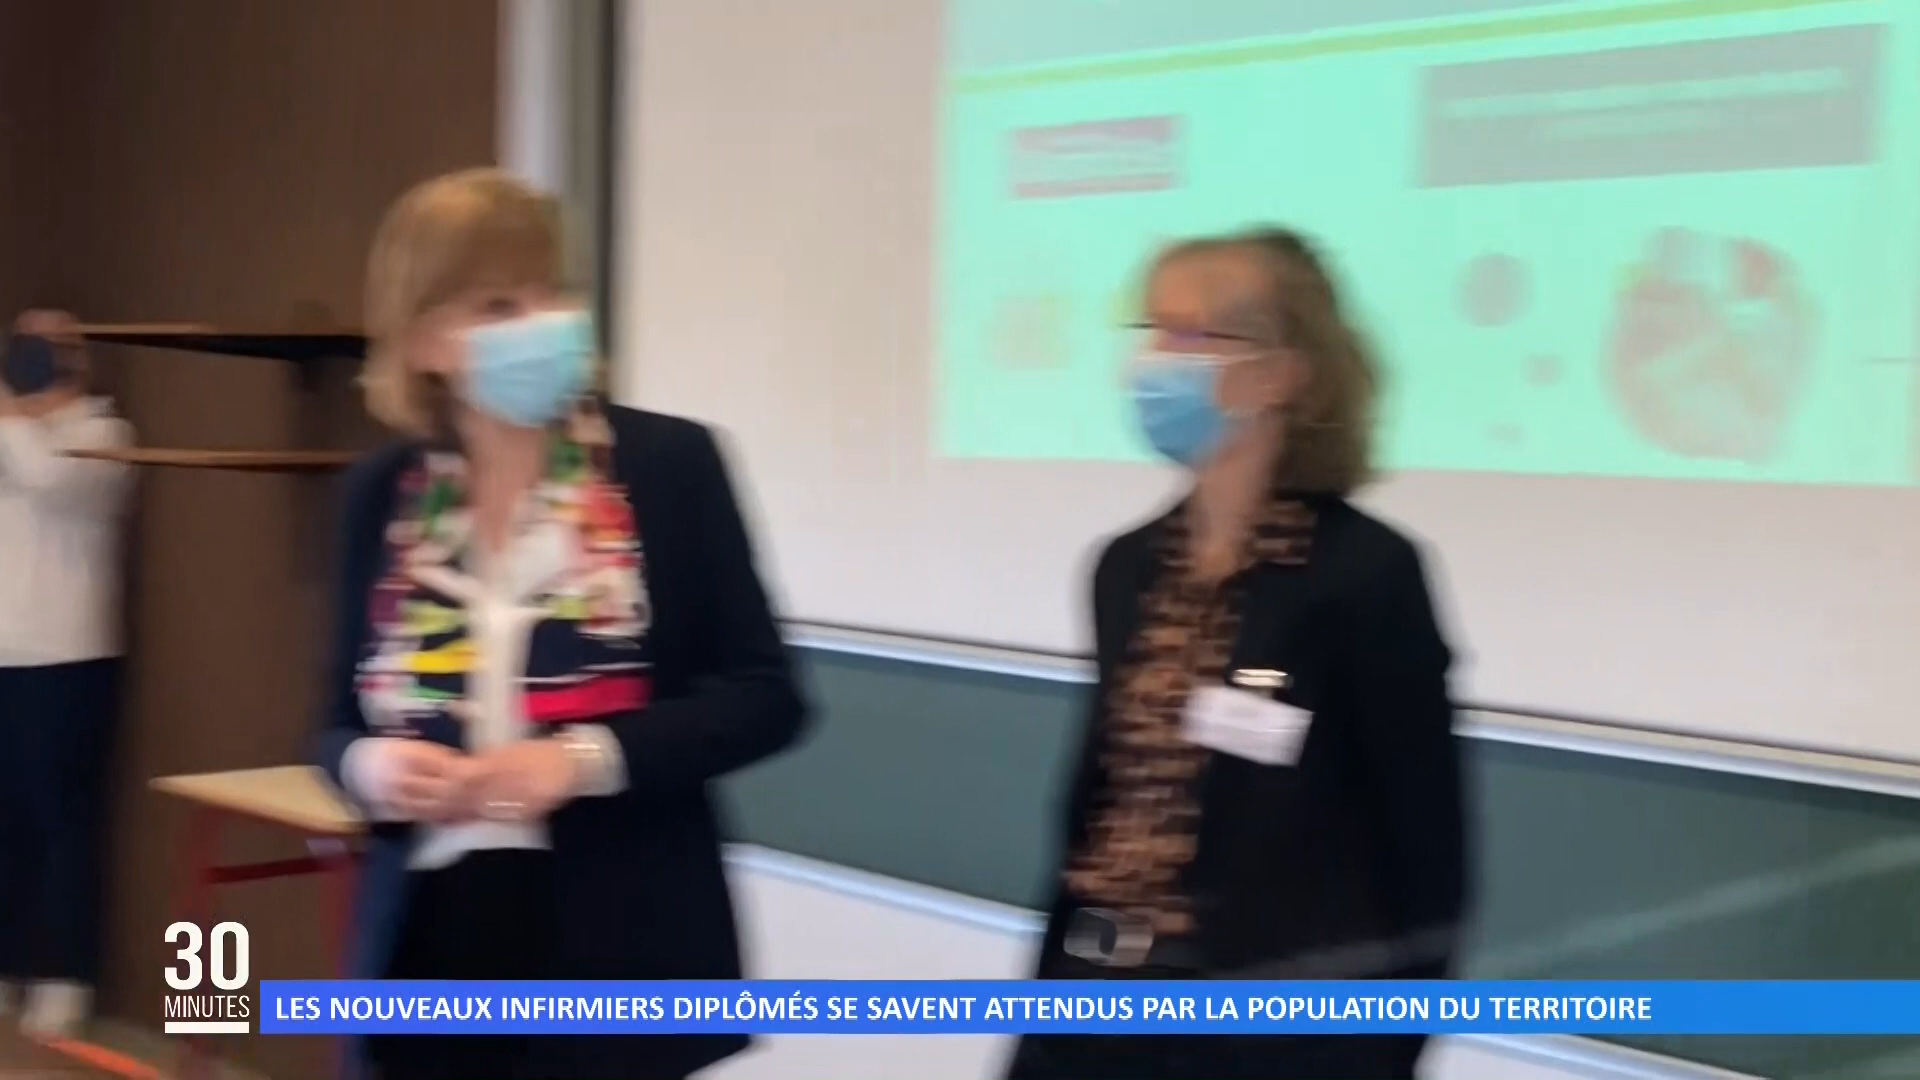 30
MINUTES
LES NOUVEAUX INFIRMIERS DIPLÔMÉS SE SAVENT ATTENDUS PAR LA POPULATION DU TERRITOIRE